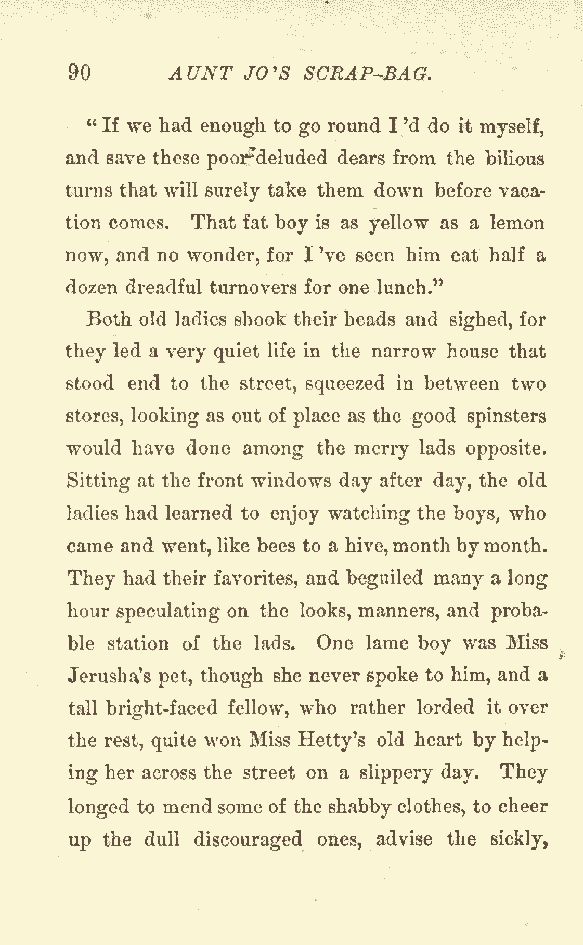 90 AUNT JO'S SCRAP-BAG.
"If we had enough to go round I'd do it myself,
and save these poor deluded dears from the bilious
turns that will surely take them down before vaca-
tion comes. That fat boy is as yellow as a lemon
now, and no wonder, for I've seen him eat half a
dozen dreadful turnovers for one lunch."
Both old ladies shook their heads and sighed, for
they led a very quiet life in the narrow house that
stood end to the street, squeezed in between two
stores, looking as out of place as the good spinsters
would have done among the merry lads opposite.
Sitting at the front windows day after day, the old
ladies had learned to enjoy watching the boys, who
came and went, like bees to a hive, month by month.
They had their favorites, and beguiled many a long
hour speculating on the looks, manners, and proba-
ble station of the lads. One lame boy was Miss
Jerusha's pet, though she never spoke to him, and a
tall bright-faced fellow, who rather lorded it over
the rest, quite won Miss Hetty's old heart by help-
ing her across the street on a slippery day. They
longed to mend some of the shabby clothes, to cheer
up the dull discouraged ones, advise the sickly,